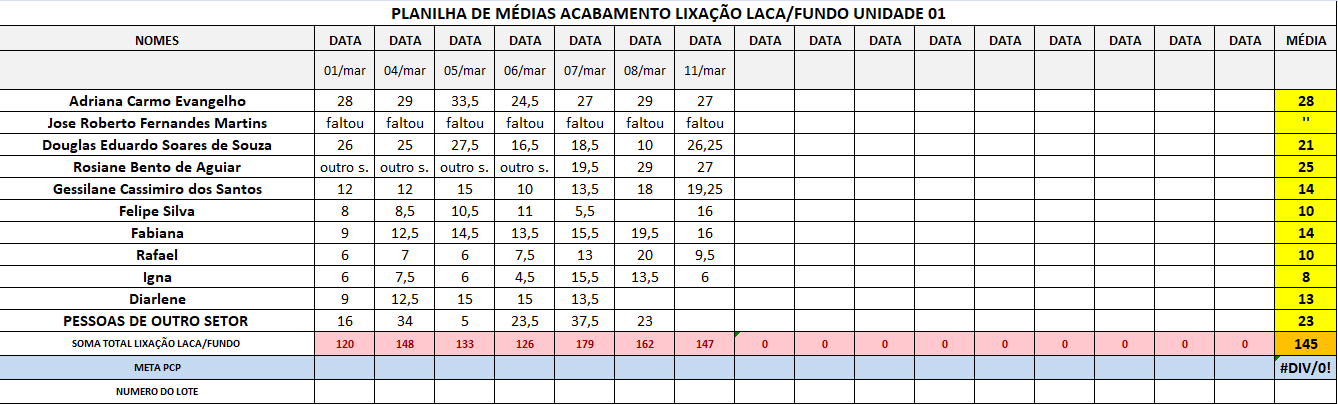 PLANILHA DE MÉDIAS ACABAMENTO LIXAÇÃO LACA/FUNDO UNIDADE 01
NOMES DATA DATA DATA DATA DATA DATA DATA DATA DATA DATA DATA DATA DATA DATA DATA DATA MÉDIA
01/mar 04/mar 05/mar 06/mar 07/mar 08/mar 11/mar
Adriana Carmo Evangelho 28 29 33,5 24,5 27 29 27 28
Jose Roberto Fernandes Martins faltou faltou faltou faltou faltou faltou faltou "
Douglas Eduardo Soares de Souza 26 25 27,5 16,5 18,5 10 26,25 21
Rosiane Bento de Aguiar outro s. outro s. outro s. outro s. 19,5 29 27 25
Gessilane Cassimiro dos Santos 12 12 15 10 13,5 18 19,25 14
Felipe Silva 8 8,5 10,5 11 5,5 16 10
Fabiana 9 12,5 14,5 13,5 15,5 19,5 16 14
Rafael 6 7 6 7,5 13 20 9,5 10
Igna 6 7,5 6 4,5 15,5 13,5 6 8
Diarlene 9 12,5 15 15 13,5 13
PESSOAS DE OUTRO SETOR 16 34 5 23,5 37,5 23 23
SOMA TOTAL LIXAÇÃO LACA/FUNDO 120 148 133 126 179 162 147 0 0 0 0 0 0 0 0 0 145
META PCP #DIV/0!
NUMERO DO LOTE